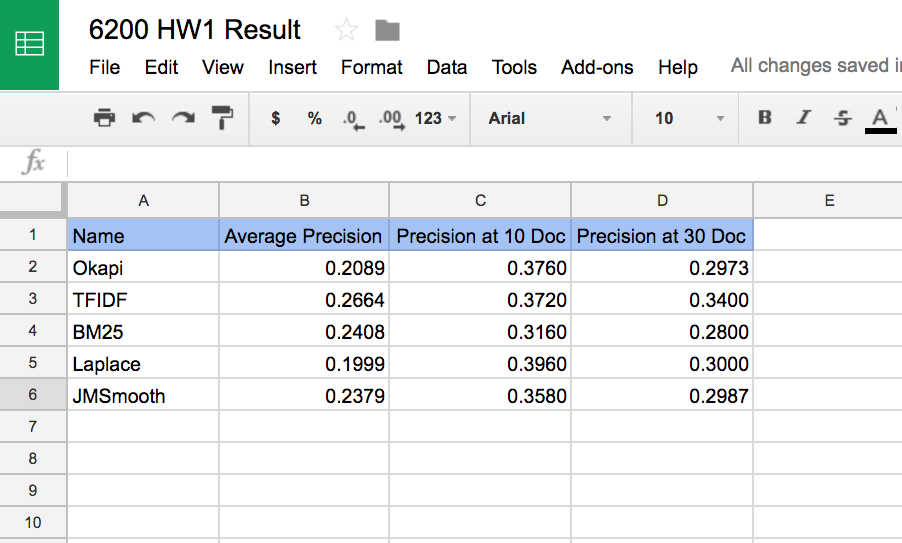 6200 HW1 Result
File Edit View Insert Format Data Tools Add-ons Help All changes saved
$ % .0 .00 123 Arial 10 B I S A
fx
A B C D E
1 Name Average Precision Precision at 10 Doc Precision at 30 Doc
2 Okapi 0.2089 0.3760 0.2973
3 TFIDF 0.2664 0.3720 0.3400
4 BM25 0.2408 0.3160 0.2800
5 Laplace 0.1999 0.3960 0.3000
6 JMSmooth 0.2379 0.3580 0.2987
7
8
9
10